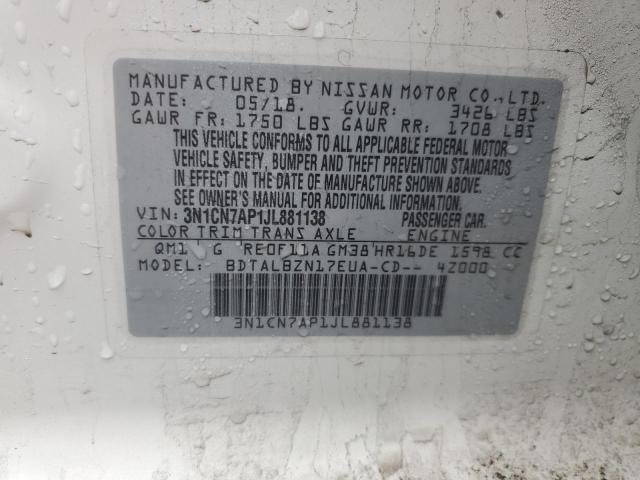 MANUFACTURED BY NISSAN MOTOR CO., LTD.
DATE: 05/18. GVWR: 3426 LBS
GAWR FR: 1750 LBS GAWR RR: 1708 LBS
THIS VEHICLE CONFORMS TO ALL APPLICABLE FEDERAL MOTOR
VEHICLE SAFETY, BUMPER AND THEFT PREVENTION STANDARDS
IN EFFECT ON THE DATE OF MANUFACTURE SHOWN ABOVE.
SEE OWNER'S MANUAL FOR ADDITIONAL INFORMATION.
VIN: 3N1CN7AP1JL881138 PASSENGER CAR.
COLOR TRIM TRANS AXLE ENGINE
QM1 G RE0F11A GM38 HR16DE 1598 CC
MODEL: BDTALBZN17EUA-CD-- 4Z000
3N1CN7AP1JL881138